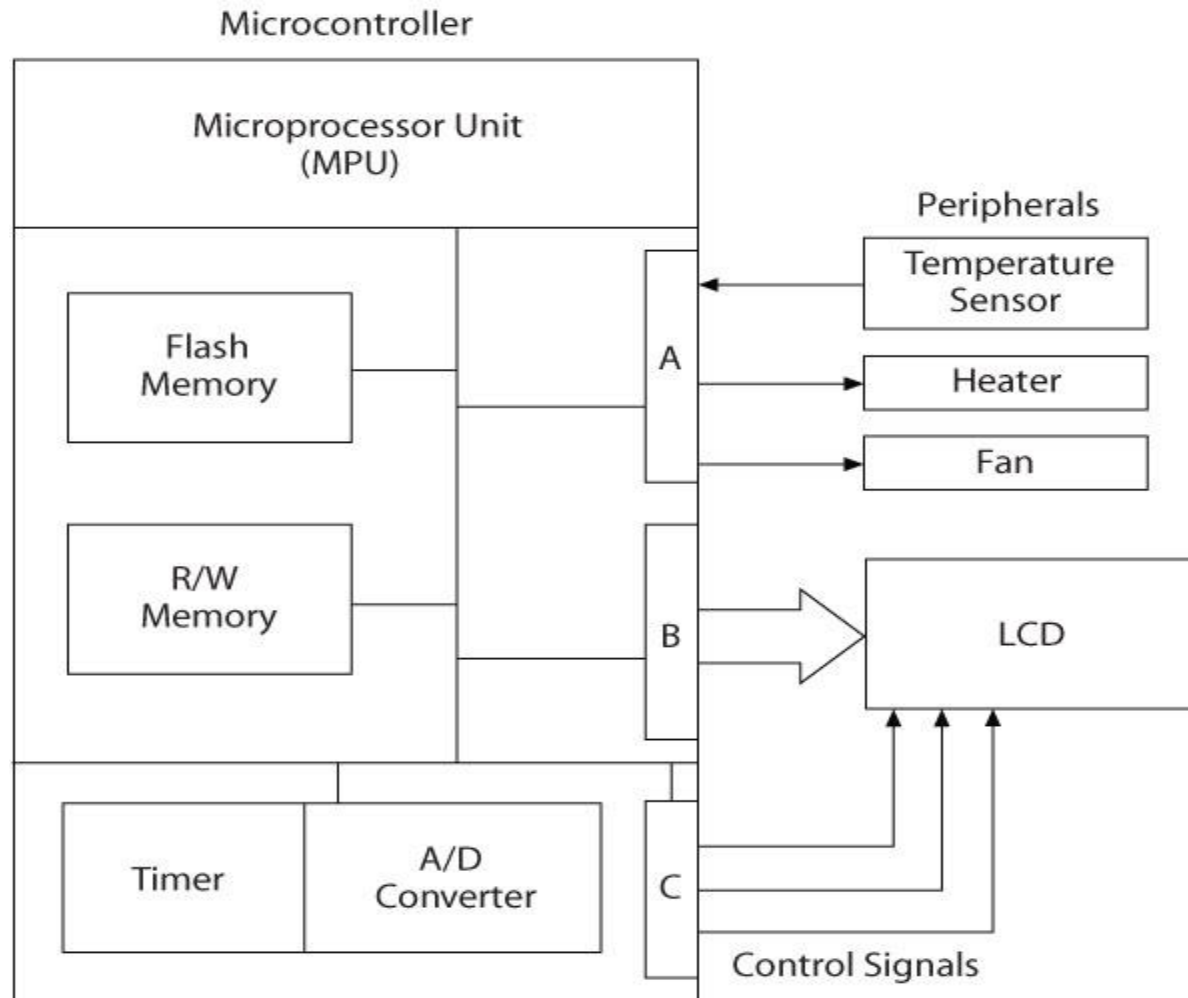 Microcontroller
Microprocessor Unit
(MPU)
Peripherals
Temperature
Sensor
Flash
Memory
A
Heater
Fan
R/W
Memory
B
LCD
Timer
A/D
Converter
C
Control Signals